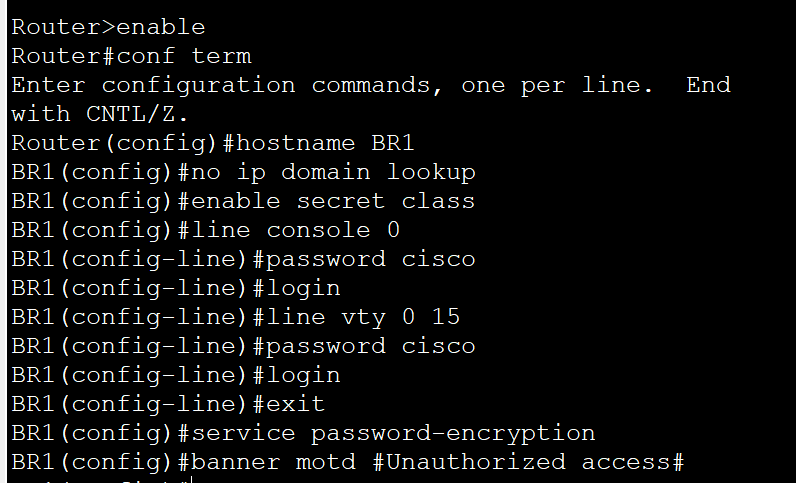 Router>enable
Router#conf term
Enter configuration commands, one per line.  End
with CNTL/Z.
Router(config)#hostname BR1
BR1(config)#no ip domain lookup
BR1(config)#enable secret class
BR1(config)#line console 0
BR1(config-line)#password cisco
BR1(config-line)#login
BR1(config-line)#line vty 0 15
BR1(config-line)#password cisco
BR1(config-line)#login
BR1(config-line)#exit
BR1(config)#service password-encryption
BR1(config)#banner motd #Unauthorized access#